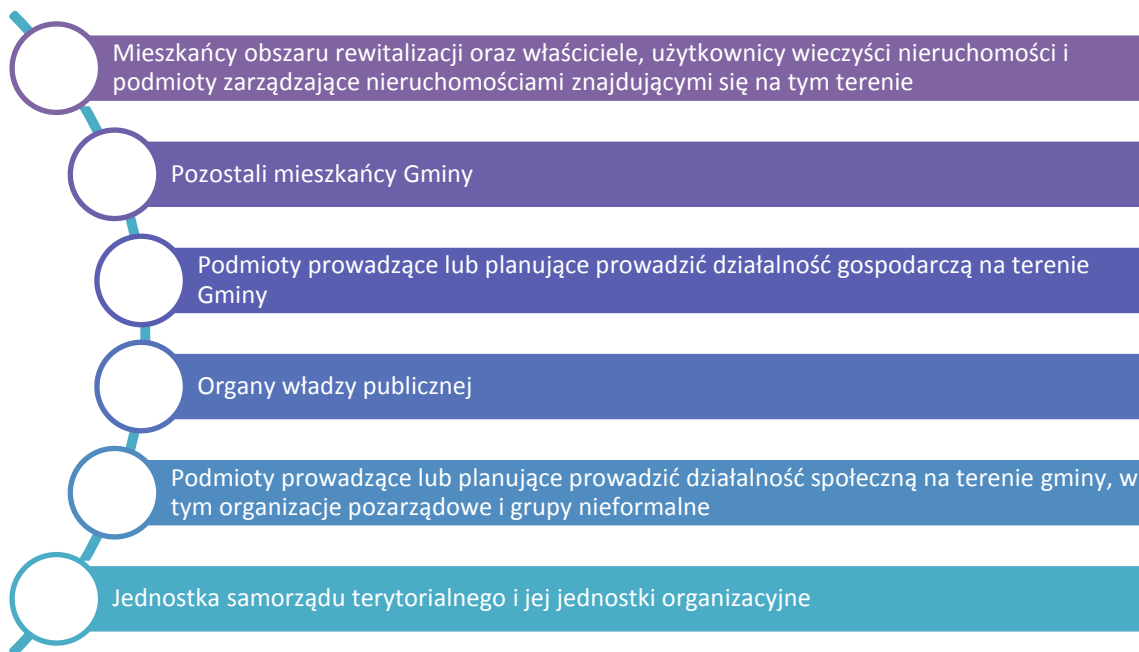 Mieszkańcy obszaru rewitalizacji oraz właściciele, użytkownicy wieczyści nieruchomości i
podmioty zarządzające nieruchomościami znajdującymi się na tym terenie
Pozostali mieszkańcy Gminy
Podmioty prowadzące lub planujące prowadzić działalność gospodarczą na terenie
Gminy
Organy władzy publicznej
Podmioty prowadzące lub planujące prowadzić działalność społeczną na terenie gminy, w
tym organizacje pozarządowe i grupy nieformalne
Jednostka samorządu terytorialnego i jej jednostki organizacyjne